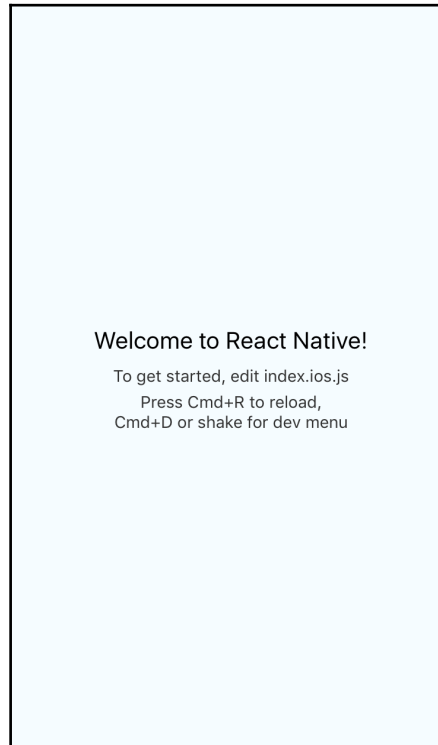 Welcome to React Native!
To get started, edit index.ios.js
Press Cmd+R to reload,
Cmd+D or shake for dev menu